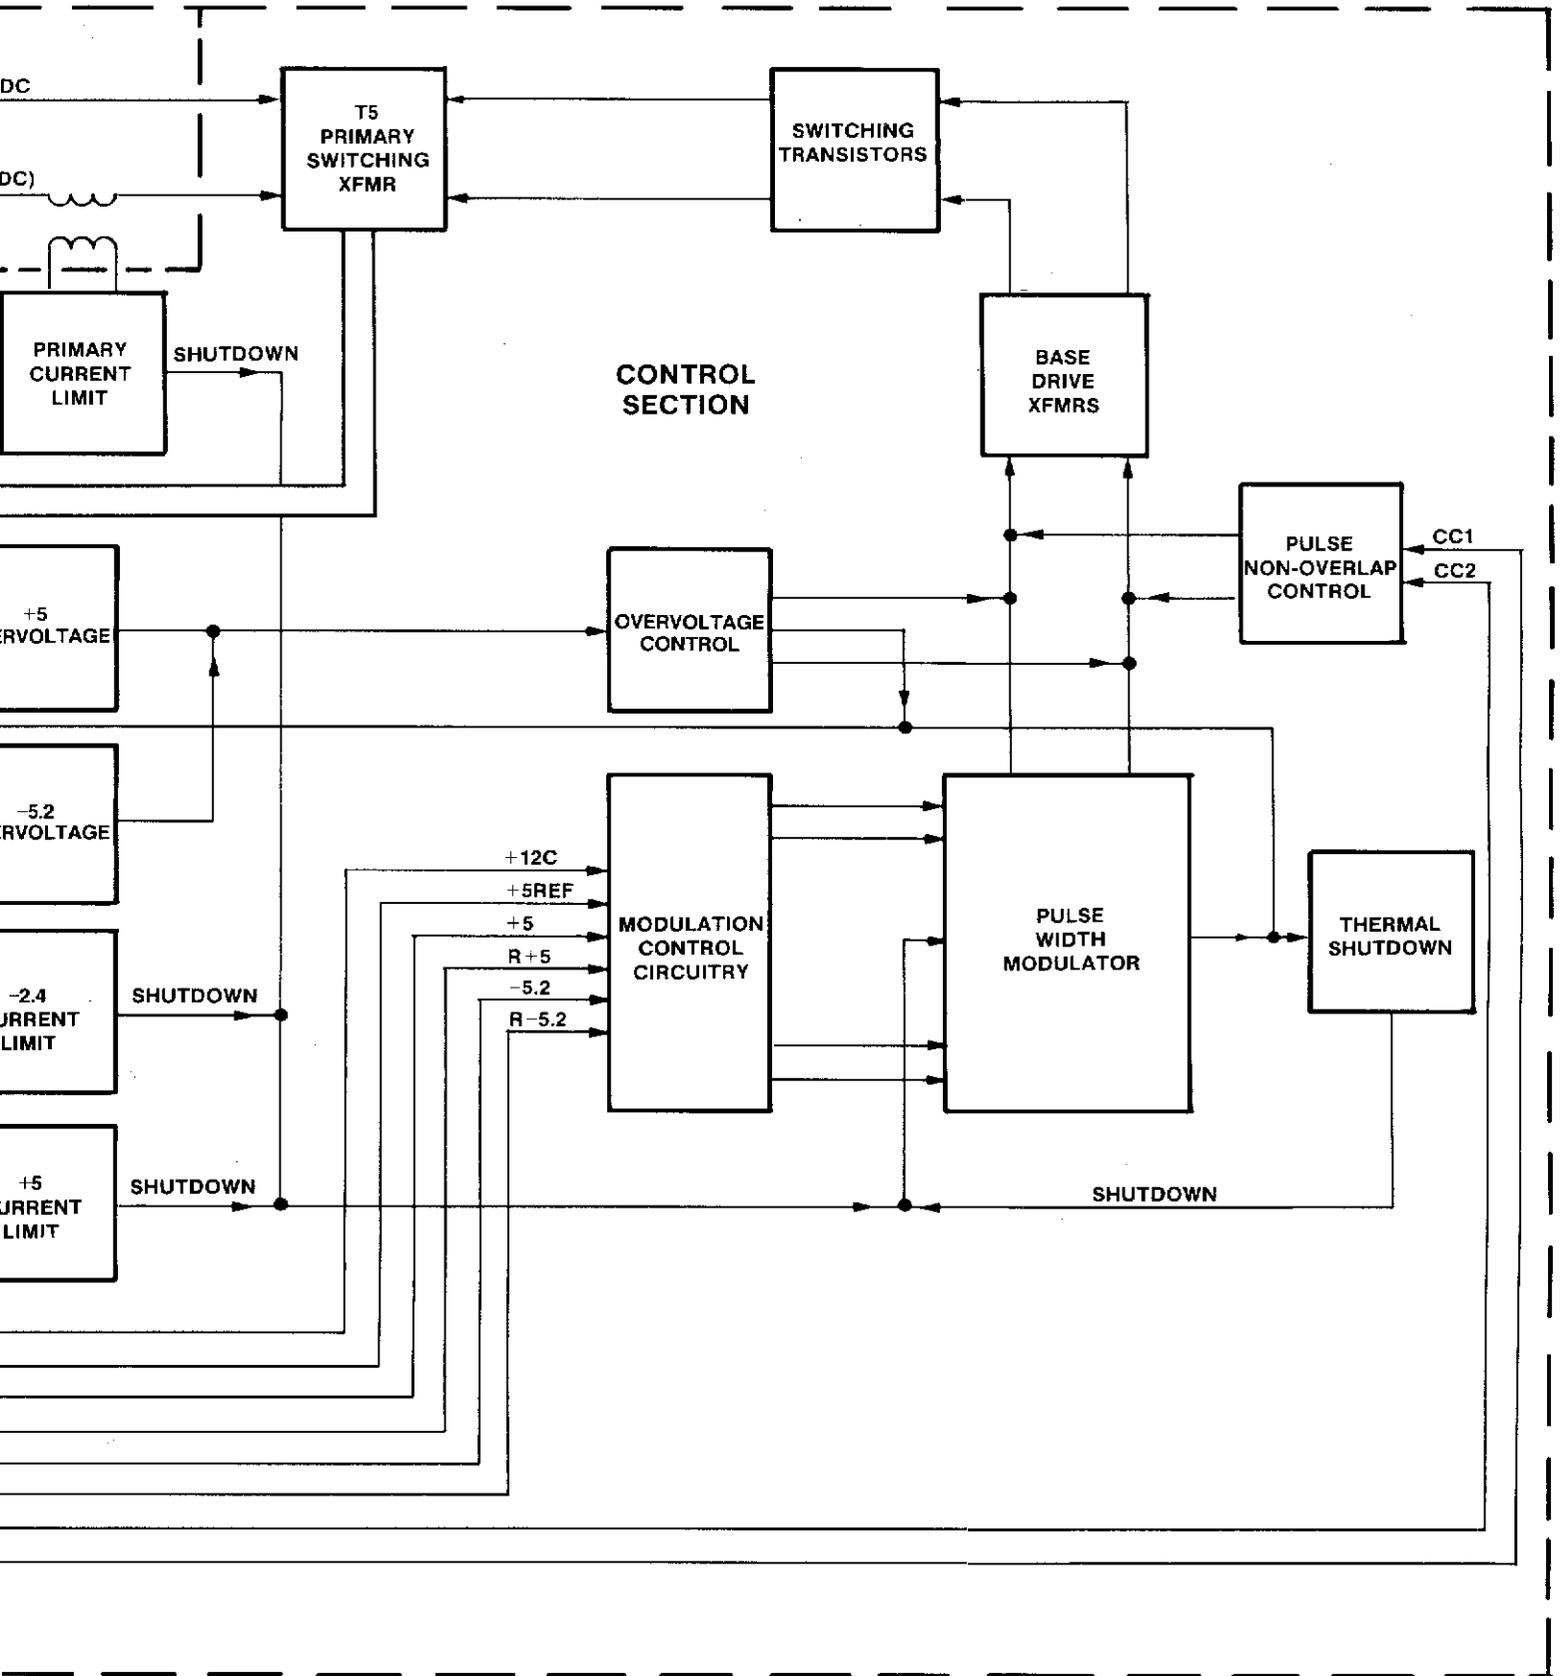 DC
T5
PRIMARY
SWITCHING
XFMR
SWITCHING
TRANSISTORS
DC)
PRIMARY
CURRENT
LIMIT
SHUTDOWN
CONTROL
SECTION
BASE
DRIVE
XFMRS
PULSE
NON-OVERLAP
CONTROL
CC1
CC2
+5
ERVOLTAGE
OVERVOLTAGE
CONTROL
-5.2
RVOLTAGE
+12C
+5REF
+5
R+5
-5.2
R-5.2
MODULATION
CONTROL
CIRCUITRY
PULSE
WIDTH
MODULATOR
THERMAL
SHUTDOWN
-2.4
URRENT
LIMIT
SHUTDOWN
+5
URRENT
LIMIT
SHUTDOWN
SHUTDOWN